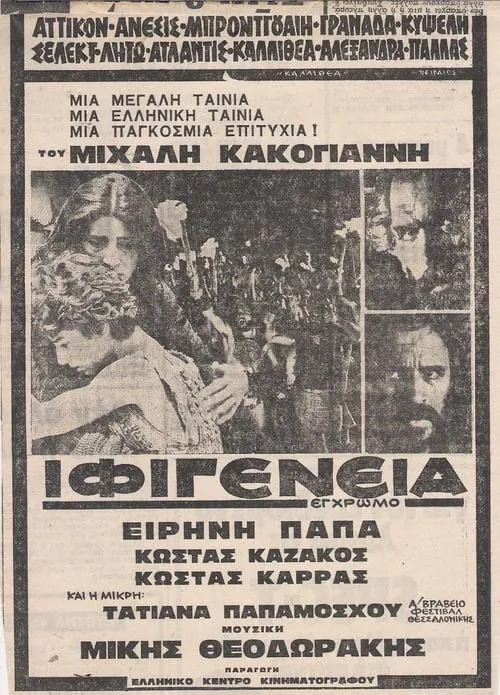 ΑΤΤΙΚΟΝ·ΑΝΕΣΙΣ·ΜΠΡΟΝΤΓΟΥΑΙΗ·ΓΡΑΝΑΔΑ·ΚΥΨΕΛΗ
ΣΕΛΕΚΤ·ΛΗΤΩ·ΑΤΛΑΝΤΙΣ·ΚΑΛΛΙΘΕΑ·ΑΛΕΞΑΝΔΡΑ·ΠΑΛΛΑΣ
"ΚΑΛΛΙΘΕΑ" ΠΕΙΡΑΙΩΣ
ΜΙΑ ΜΕΓΑΛΗ ΤΑΙΝΙΑ
ΜΙΑ ΕΛΛΗΝΙΚΗ ΤΑΙΝΙΑ
ΜΙΑ ΠΑΓΚΟΣΜΙΑ ΕΠΙΤΥΧΙΑ!
ΤΟΥ ΜΙΧΑΛΗ ΚΑΚΟΓΙΑΝΝΗ
ΙΦΙΓΕΝΕΙΑ
ΕΓΧΡΩΜΟ
ΕΙΡΗΝΗ ΠΑΠΑ
ΚΩΣΤΑΣ ΚΑΖΑΚΟΣ
ΚΩΣΤΑΣ ΚΑΡΡΑΣ
ΚΑΙ Η ΜΙΚΡΗ:
ΤΑΤΙΑΝΑ ΠΑΠΑΜΟΣΧΟΥ
Α/ ΒΡΑΒΕΙΟ
ΦΕΣΤΙΒΑΛ
ΘΕΣΣΑΛΟΝΙΚΗΣ
ΜΟΥΣΙΚΗ
ΜΙΚΗΣ ΘΕΟΔΩΡΑΚΗΣ
ΠΑΡΑΓΩΓΗ
ΕΛΛΗΝΙΚΟ ΚΕΝΤΡΟ ΚΙΝΗΜΑΤΟΓΡΑΦΟΥ